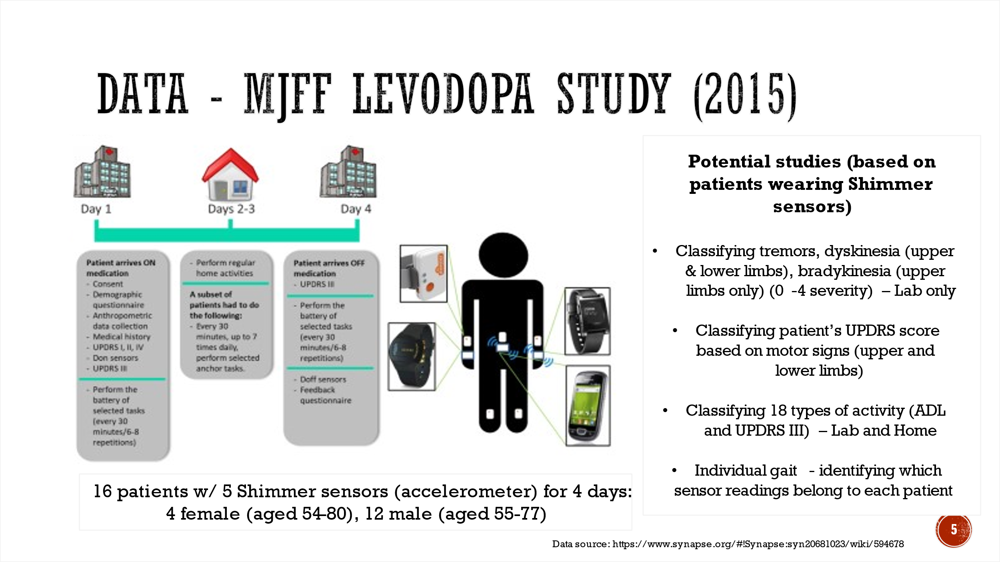 DATA - MJFF LEVODOPA STUDY (2015)
Day 1
Days 2-3
Day 4
Patient arrives ON
medication
- Consent
- Demographic
questionnaire
- Anthropometric
data collection
- Medical history
- UPDRS I, II, IV
- Don sensors
- UPDRS III
- Perform the
battery of
selected tasks
(every 30
minutes/6-8
repetitions)
- Perform regular
home activities
A subset of
patients had to do
the following:
- Every 30
minutes, up to 7
times daily,
perform selected
anchor tasks.
Patient arrives OFF
medication
- UPDRS III
- Perform the
battery of
selected tasks
(every 30
minutes/6-8
repetitions)
- Doff sensors
- Feedback
questionnaire
16 patients w/ 5 Shimmer sensors (accelerometer) for 4 days:
4 female (aged 54-80), 12 male (aged 55-77)
Potential studies (based on
patients wearing Shimmer
sensors)
• Classifying tremors, dyskinesia (upper
& lower limbs), bradykinesia (upper
limbs only) (0 -4 severity) – Lab only
• Classifying patient’s UPDRS score
based on motor signs (upper and
lower limbs)
• Classifying 18 types of activity (ADL
and UPDRS III) – Lab and Home
• Individual gait - identifying which
sensor readings belong to each patient
5
Data source: https://www.synapse.org/#!Synapse:syn20681023/wiki/594678